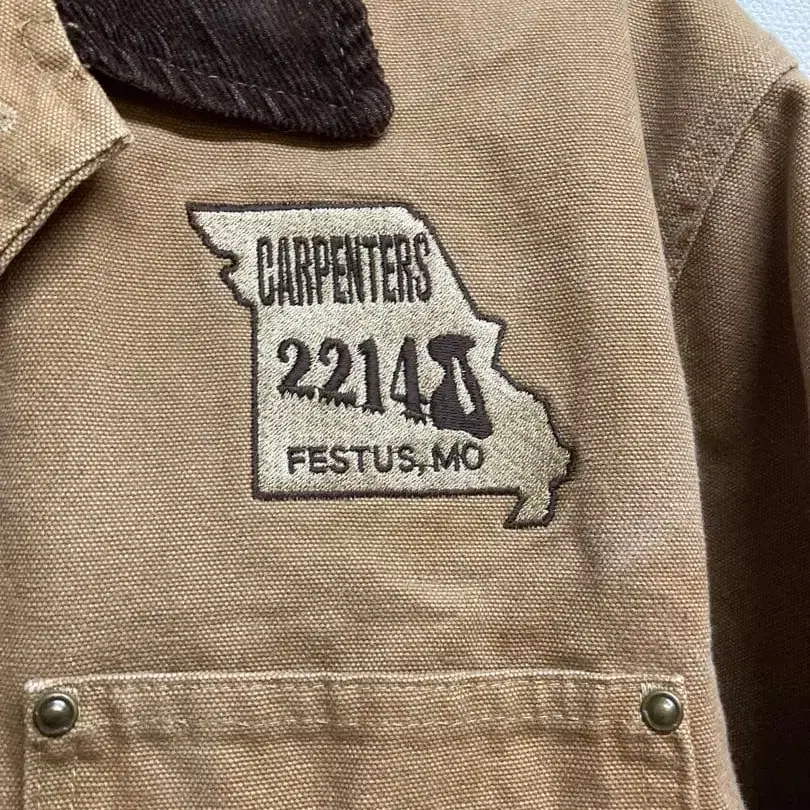 CARPENTERS
2214
FESTUS, MO